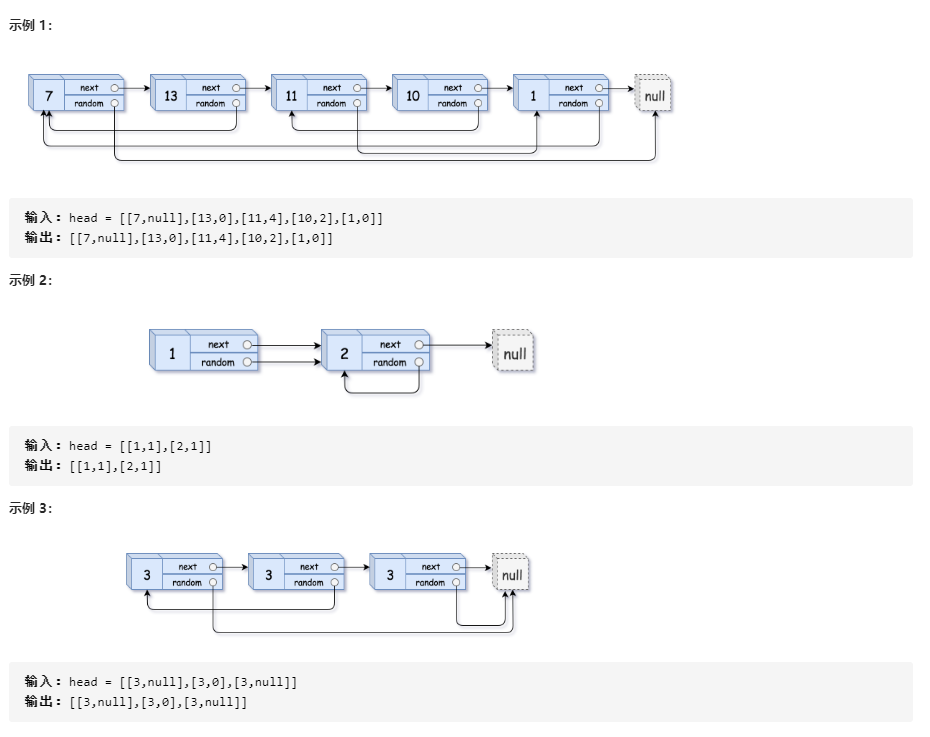 示例 1：
next next next next next
7 13 11 10 1 null
random random random random random
输入：head = [[7,null],[13,0],[11,4],[10,2],[1,0]]
输出：[[7,null],[13,0],[11,4],[10,2],[1,0]]
示例 2：
next next
1 2 null
random random
输入：head = [[1,1],[2,1]]
输出：[[1,1],[2,1]]
示例 3：
next next next
3 3 3 null
random random random
输入：head = [[3,null],[3,0],[3,null]]
输出：[[3,null],[3,0],[3,null]]